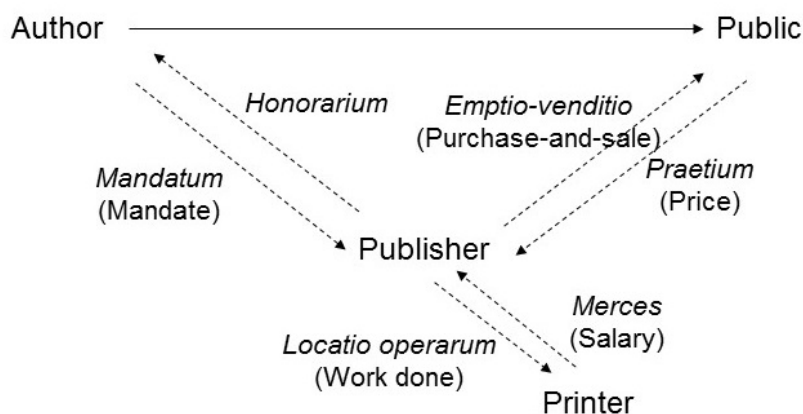 Author
Public
Honorarium
Emptio-venditio
(Purchase-and-sale)
Mandatum
(Mandate)
Praetium
(Price)
Publisher
Merces
(Salary)
Locatio operarum
(Work done)
Printer